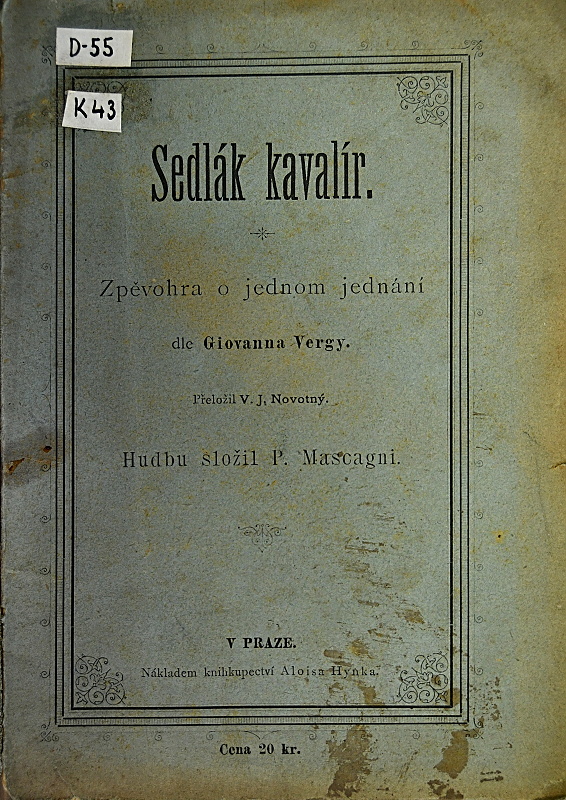 D-55
K 43
Sedlák kavalír.
Zpěvohra o jednom jednání
dle Giovanna Vergy.
Přeložil V. J. Novotný.
Hudbu složil P. Mascagni.
V PRAZE.
Nákladem knihkupectví Aloisa Hynka.
Cena 20 kr.